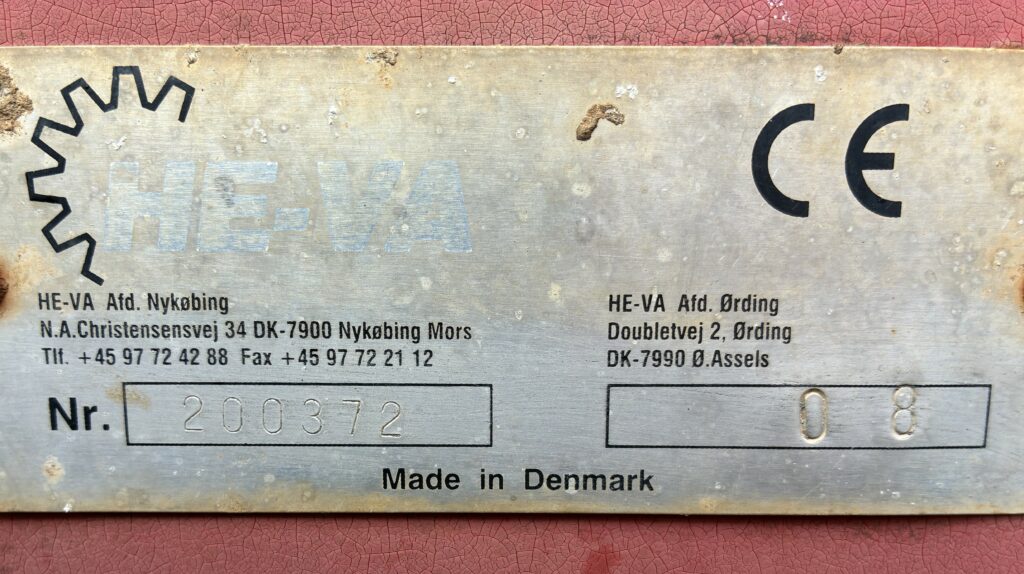 HE-VA
CE
HE-VA Afd. Nykøbing
N.A.Christensensvej 34 DK-7900 Nykøbing Mors
Tlf. +45 97 72 42 88 Fax +45 97 72 21 12
HE-VA Afd. Ørding
Doubletvej 2, Ørding
DK-7990 Ø.Assels
Nr. 200372
0 8
Made in Denmark